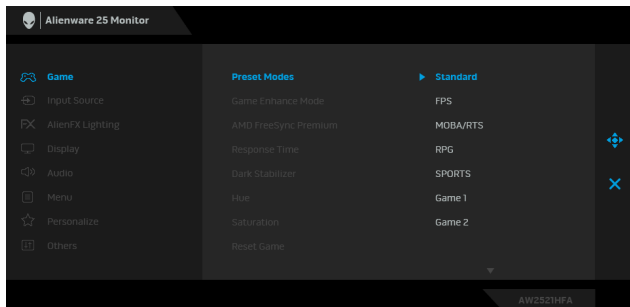 Alienware 25 Monitor
Game
Preset Modes
Standard
Input Source
Game Enhance Mode
FPS
FX
AlienFX Lighting
AMD FreeSync Premium
MOBA/RTS
Display
Response Time
RPG
Audio
Dark Stabilizer
SPORTS
Menu
Hue
Game 1
Personalize
Saturation
Game 2
Others
Reset Game
AW2521HFA